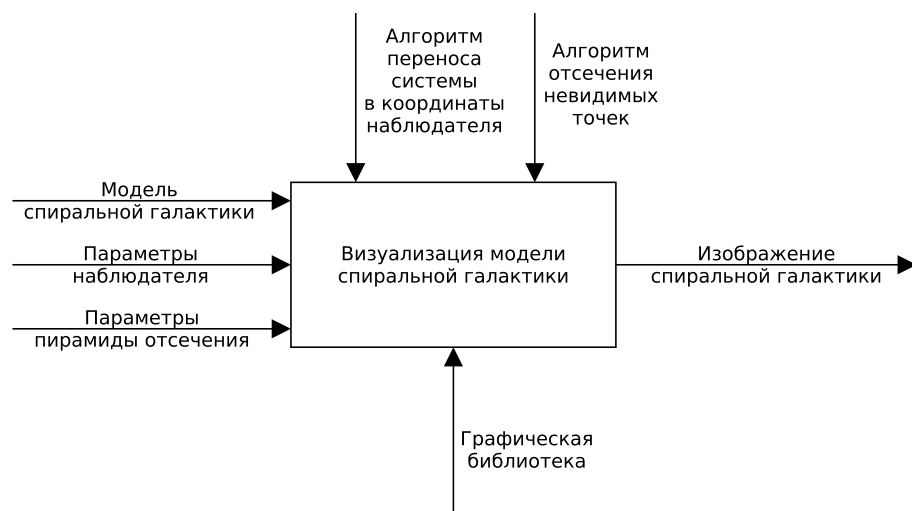 Алгоритм
переноса
системы
в координаты
наблюдателя
Алгоритм
отсечения
невидимых
точек
Модель
спиральной галактики
Параметры
наблюдателя
Параметры
пирамиды отсечения
Визуализация модели
спиральной галактики
Изображение
спиральной галактики
Графическая
библиотека